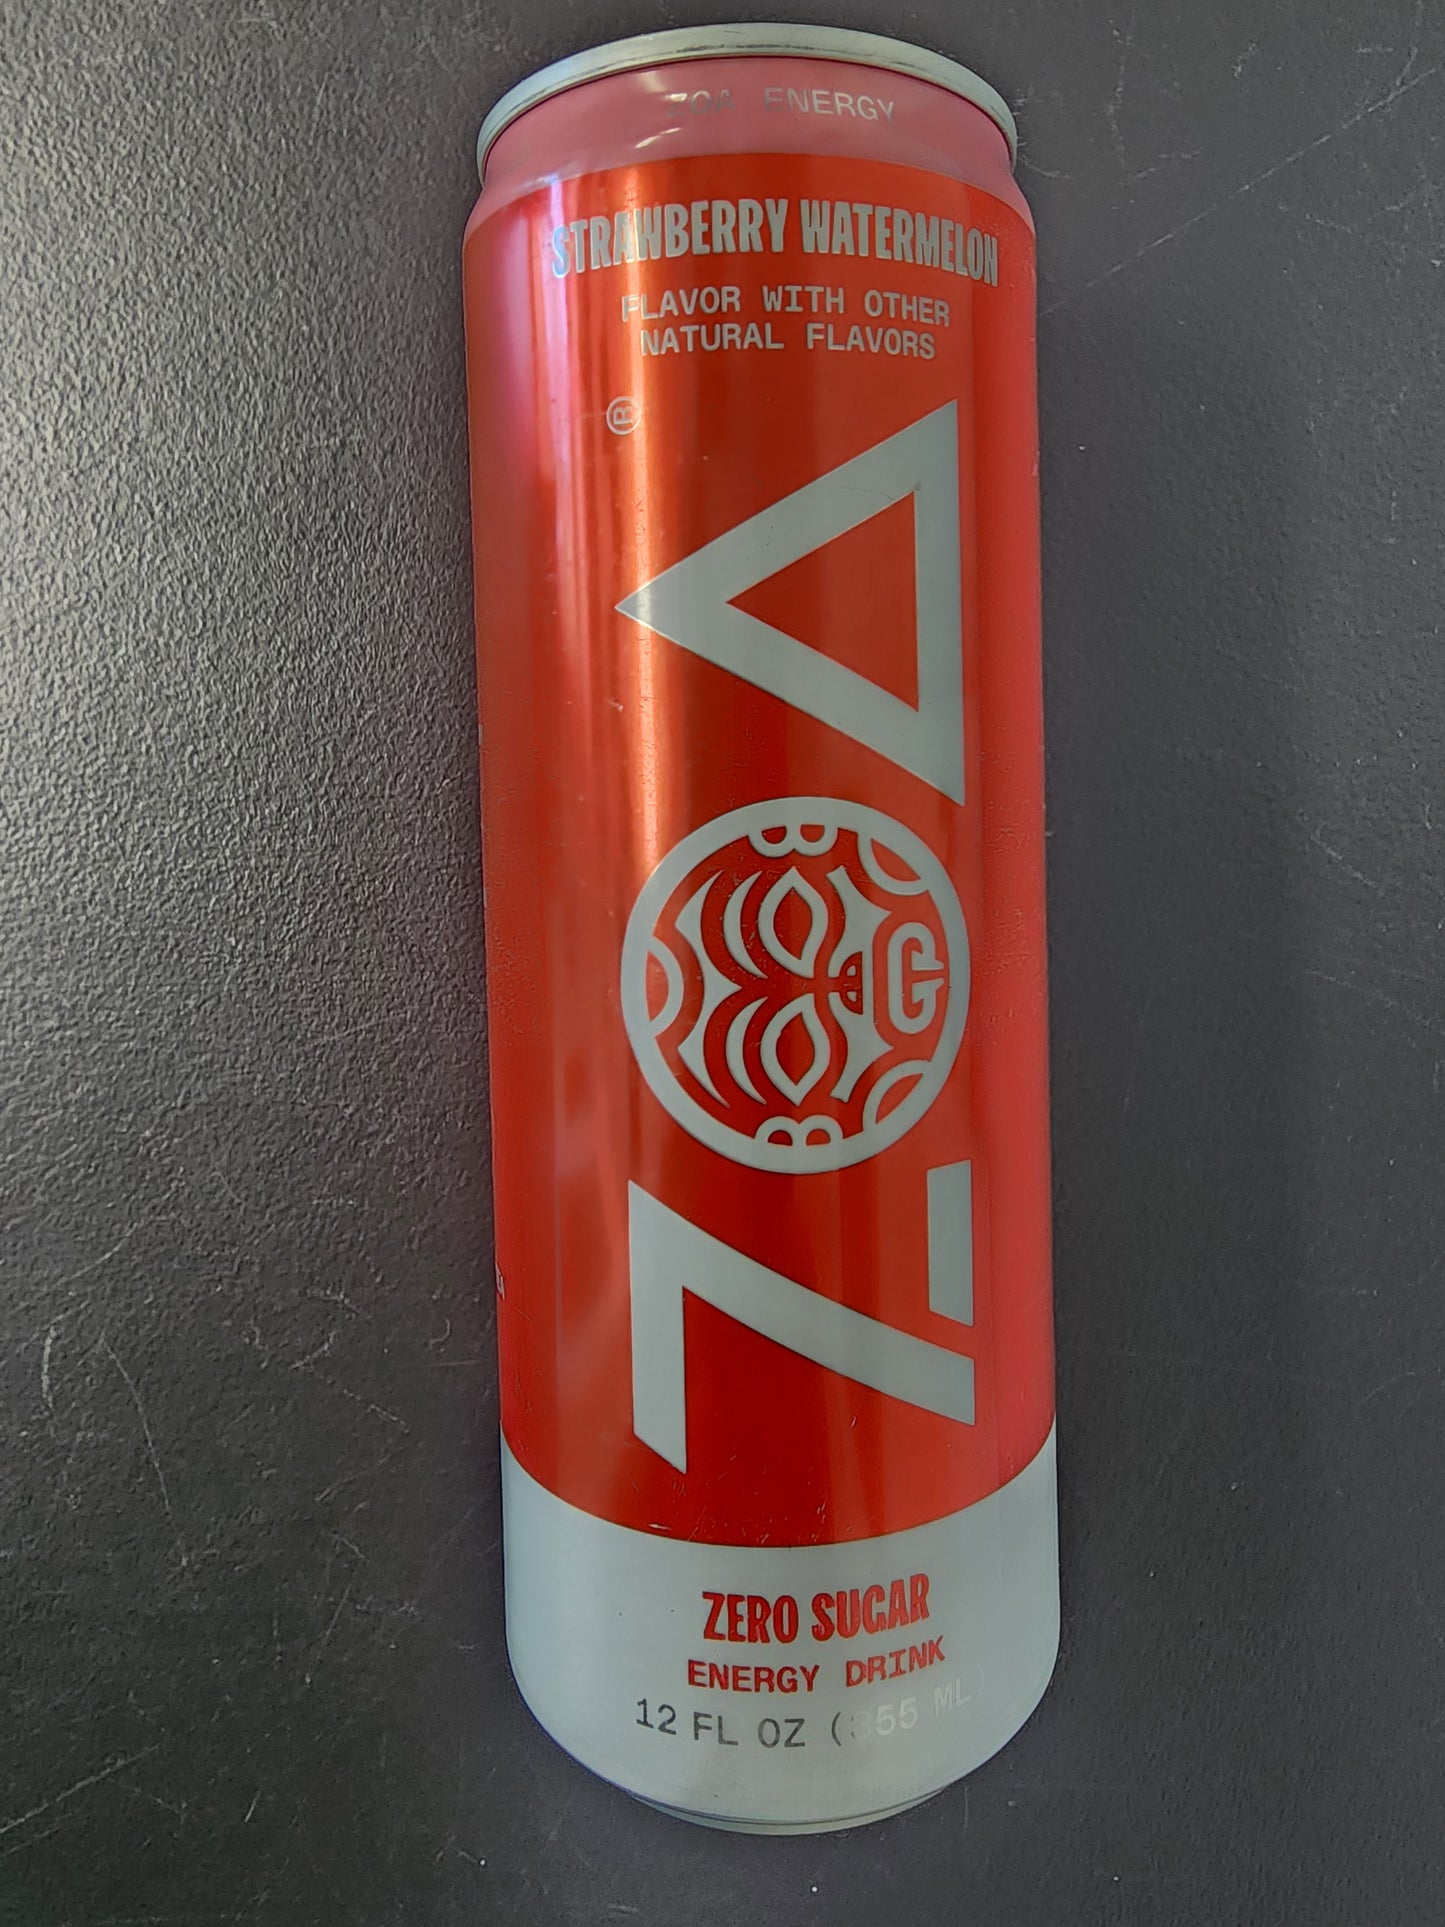 ZOA ENERGY
STRAWBERRY WATERMELON
FLAVOR WITH OTHER
NATURAL FLAVORS
ZOA®
B
G
B
ZERO SUGAR
ENERGY DRINK
12 FL OZ (355 ML)